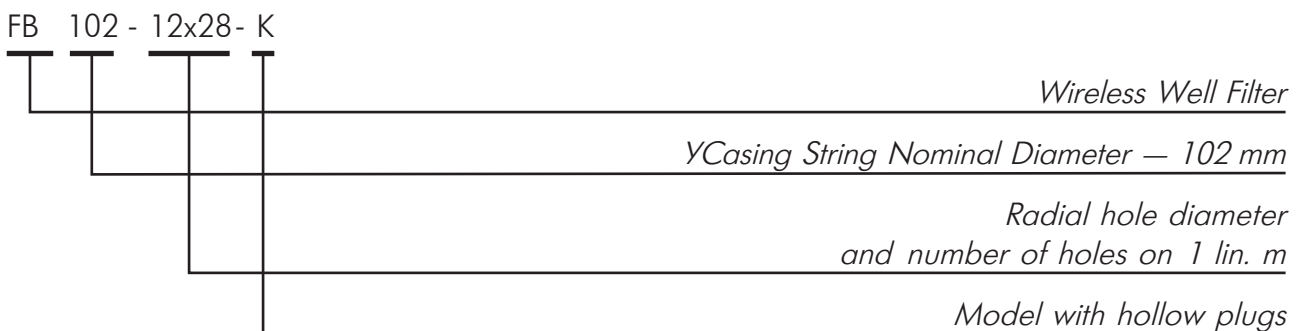 FB 102 - 12x28- K
Wireless Well Filter
УCasing String Nominal Diameter — 102 mm
Radial hole diameter
and number of holes on 1 lin. m
Model with hollow plugs